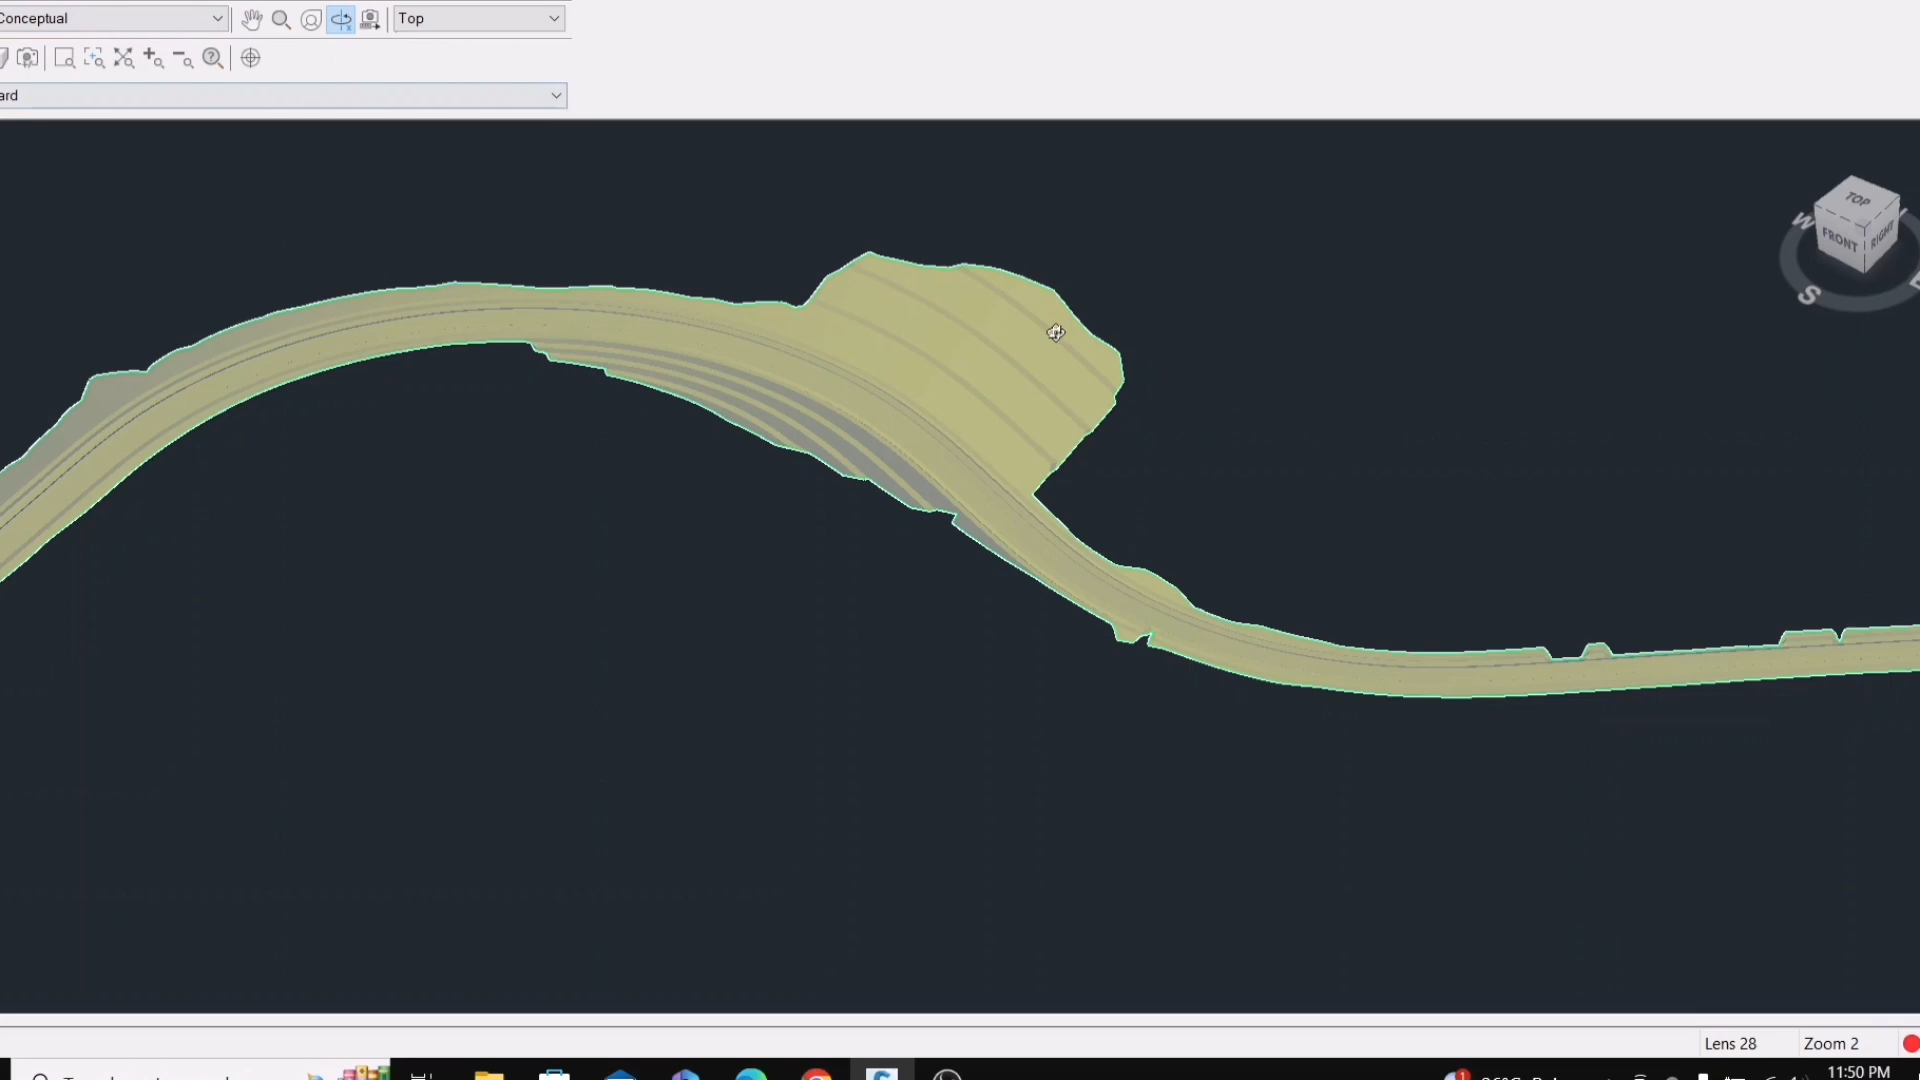 Conceptual
Top
ard
TOP
FRONT
RIGHT
W
S
Lens 28
Zoom 2
11:50 PM